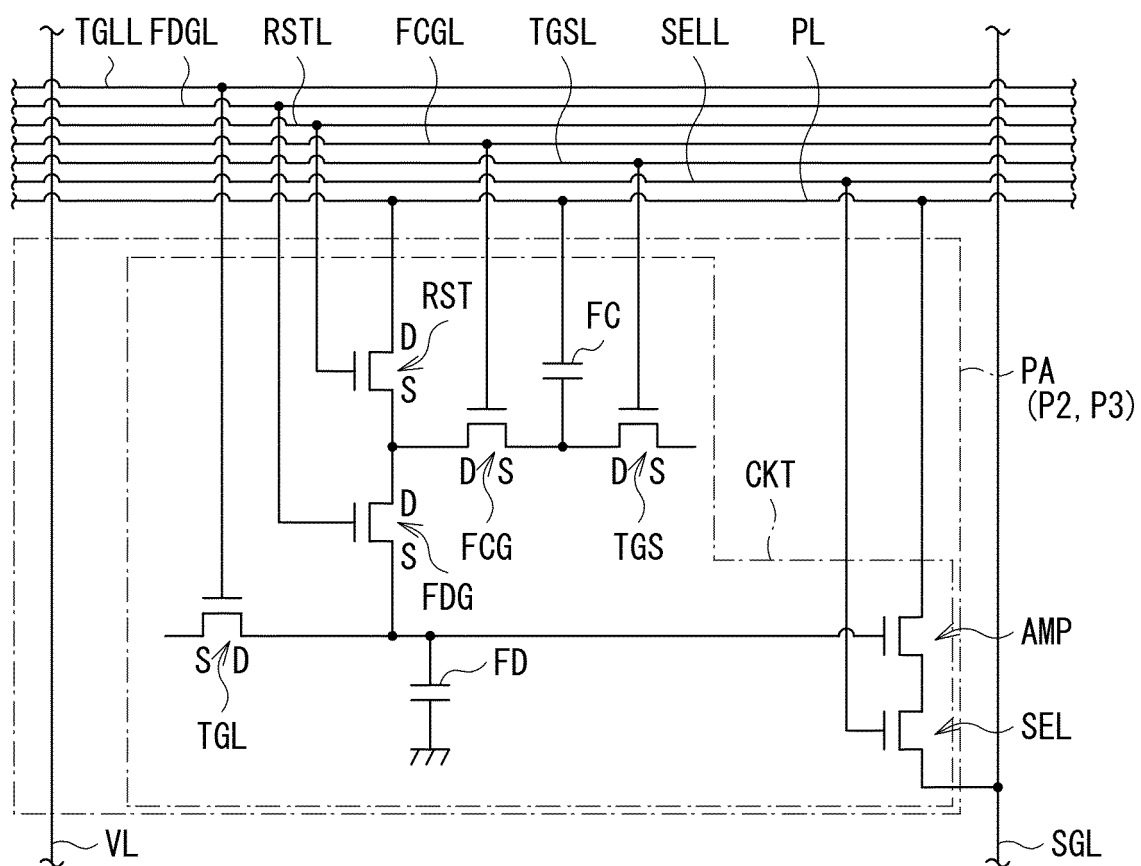 TGLL FDGL RSTL FCGL TGSL SELL PL
D RST
S
FC
PA
(P2, P3)
D S
D S
CKT
D
S
FCG
TGS
FDG
AMP
S D
FD
TGL
SEL
VL
SGL